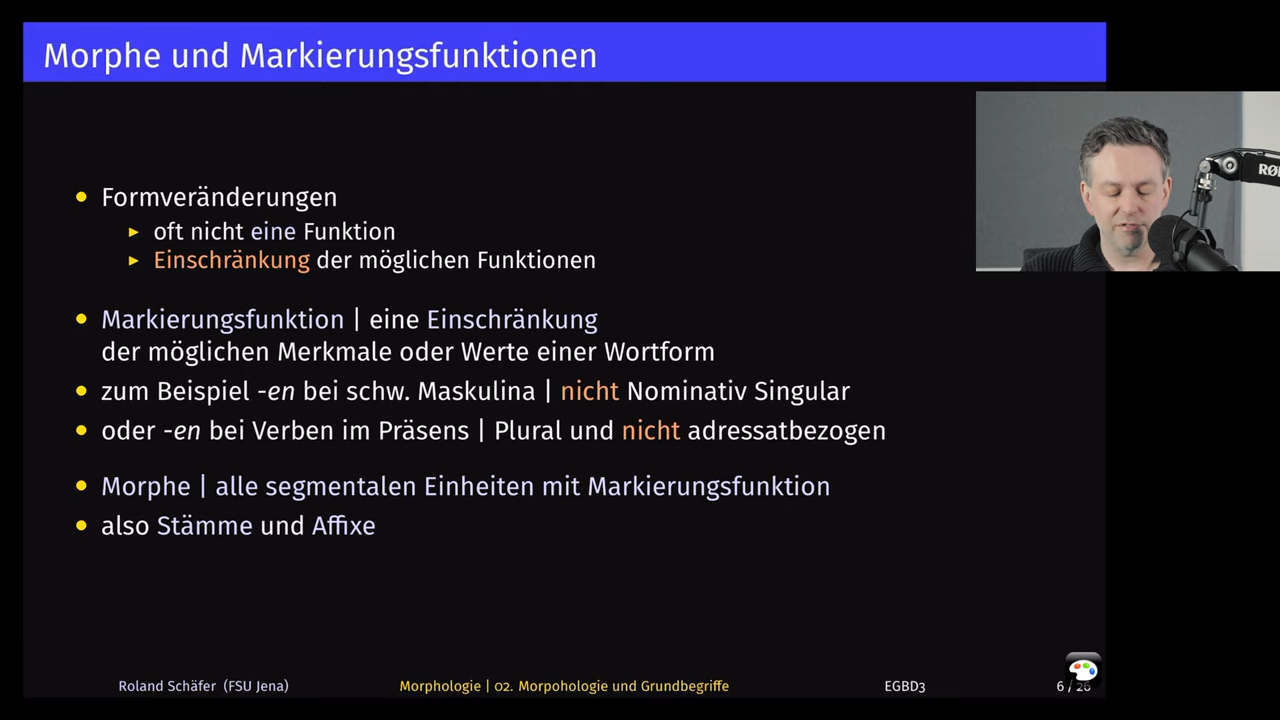 Morphe und Markierungsfunktionen
Formveränderungen
oft nicht eine Funktion
Einschränkung der möglichen Funktionen
Markierungsfunktion | eine Einschränkung
der möglichen Merkmale oder Werte einer Wortform
zum Beispiel -en bei schw. Maskulina | nicht Nominativ Singular
oder -en bei Verben im Präsens | Plural und nicht adressatbezogen
Morphe | alle segmentalen Einheiten mit Markierungsfunktion
also Stämme und Affixe
Roland Schäfer (FSU Jena)
Morphologie | 02. Morpohologie und Grundbegriffe
EGBD3
6 / 26